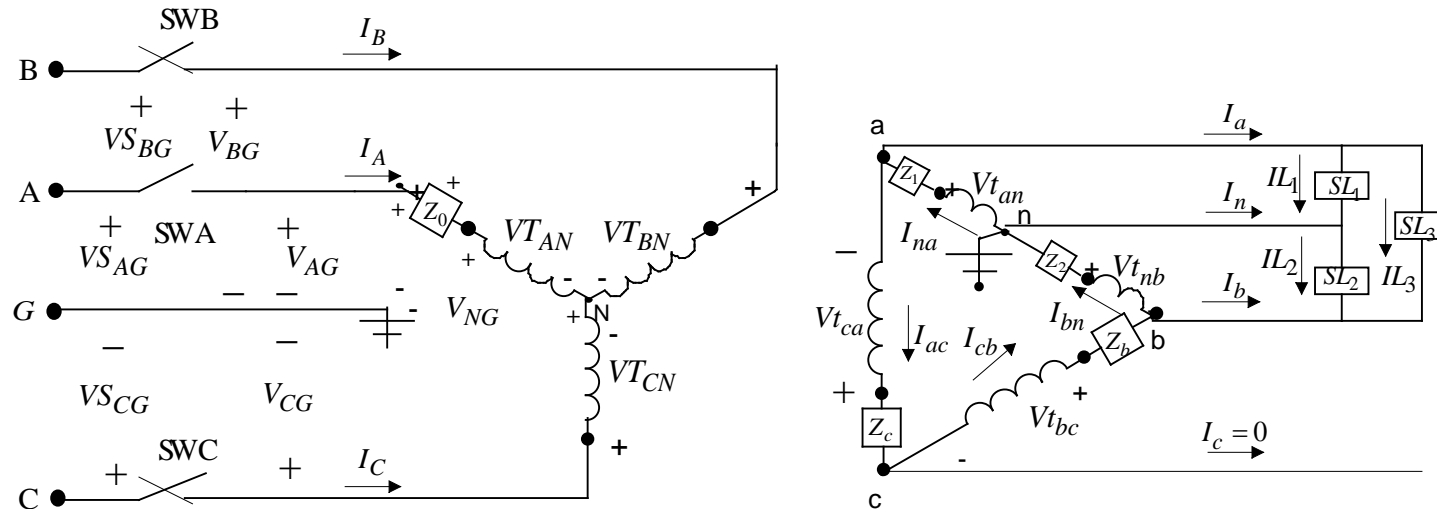 SWB
I_B
B
+
+
VS_BG
V_BG
I_A
A
+
+
+
Z_0
+
SWA
+
+
VS_AG
V_AG
VT_AN
VT_BN
+
-
-
G
−
−
-
-
V_NG
+
N
-
−
−
VT_CN
VS_CG
V_CG
+
SWC
+
+
I_C
C
a
I_a
Z_1
+
Vt_an
n
I_n
IL_1
SL_1
SL_3
I_na
−
Z_2
+
Vt_nb
IL_2
SL_2
IL_3
I_b
Vt_ca
I_ac
I_cb
I_bn
Z_b
b
+
+
Vt_bc
Z_c
-
I_c = 0
c